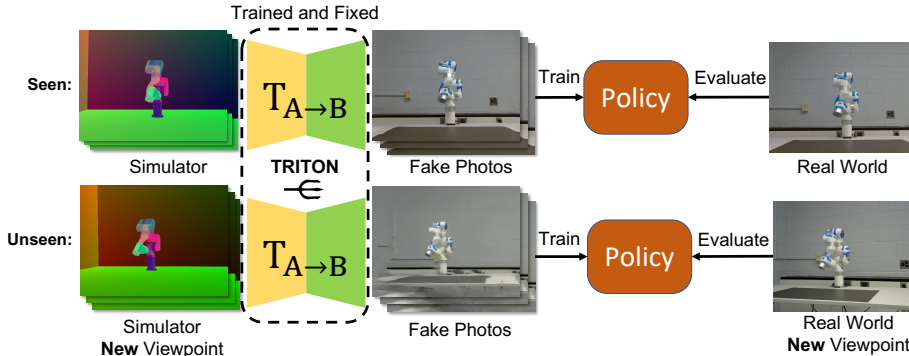 Trained and Fixed
Seen:
T A→B
Train
Policy
Evaluate
Simulator
TRITON
Fake Photos
Real World
Unseen:
T A→B
Train
Policy
Evaluate
Simulator
New Viewpoint
Fake Photos
Real World
New Viewpoint